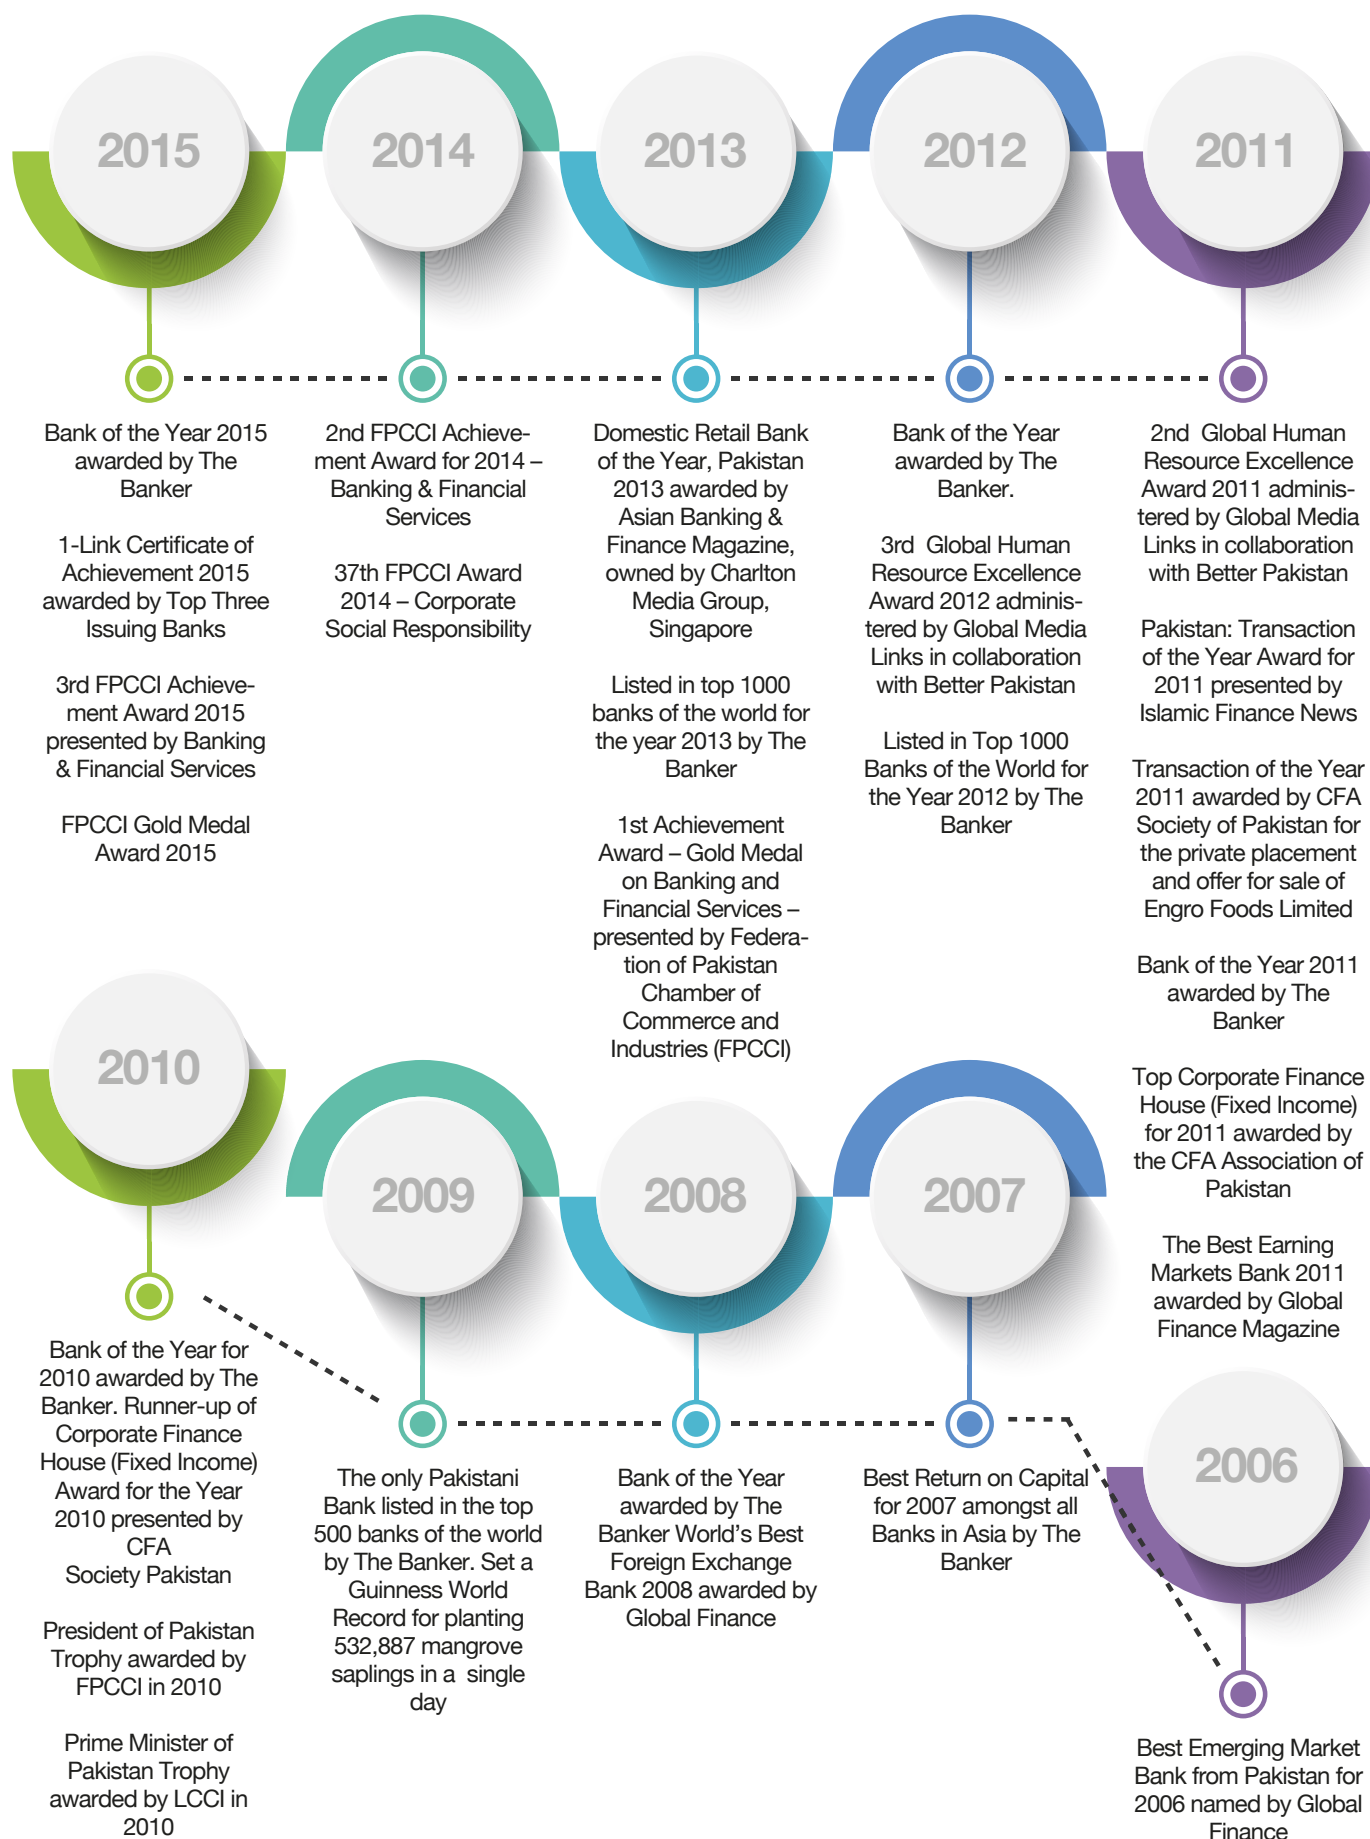 2015
Bank of the Year 2015
awarded by The
Banker
1-Link Certificate of
Achievement 2015
awarded by Top Three
Issuing Banks
3rd FPCCI Achieve-
ment Award 2015
presented by Banking
& Financial Services
FPCCI Gold Medal
Award 2015
2014
2nd FPCCI Achieve-
ment Award for 2014 –
Banking & Financial
Services
37th FPCCI Award
2014 – Corporate
Social Responsibility
2013
Domestic Retail Bank
of the Year, Pakistan
2013 awarded by
Asian Banking &
Finance Magazine,
owned by Charlton
Media Group,
Singapore
Listed in top 1000
banks of the world for
the year 2013 by The
Banker
1st Achievement
Award – Gold Medal
on Banking and
Financial Services –
presented by Federa-
tion of Pakistan
Chamber of
Commerce and
Industries (FPCCI)
2012
Bank of the Year
awarded by The
Banker.
3rd  Global Human
Resource Excellence
Award 2012 adminis-
tered by Global Media
Links in collaboration
with Better Pakistan
Listed in Top 1000
Banks of the World for
the Year 2012 by The
Banker
2011
2nd  Global Human
Resource Excellence
Award 2011 adminis-
tered by Global Media
Links in collaboration
with Better Pakistan
Pakistan: Transaction
of the Year Award for
2011 presented by
Islamic Finance News
Transaction of the Year
2011 awarded by CFA
Society of Pakistan for
the private placement
and offer for sale of
Engro Foods Limited
Bank of the Year 2011
awarded by The
Banker
Top Corporate Finance
House (Fixed Income)
for 2011 awarded by
the CFA Association of
Pakistan
The Best Earning
Markets Bank 2011
awarded by Global
Finance Magazine
2010
Bank of the Year for
2010 awarded by The
Banker. Runner-up of
Corporate Finance
House (Fixed Income)
Award for the Year
2010 presented by
CFA
Society Pakistan
President of Pakistan
Trophy awarded by
FPCCI in 2010
Prime Minister of
Pakistan Trophy
awarded by LCCI in
2010
2009
The only Pakistani
Bank listed in the top
500 banks of the world
by The Banker. Set a
Guinness World
Record for planting
532,887 mangrove
saplings in a  single
day
2008
Bank of the Year
awarded by The
Banker World’s Best
Foreign Exchange
Bank 2008 awarded by
Global Finance
2007
Best Return on Capital
for 2007 amongst all
Banks in Asia by The
Banker
2006
Best Emerging Market
Bank from Pakistan for
2006 named by Global
Finance